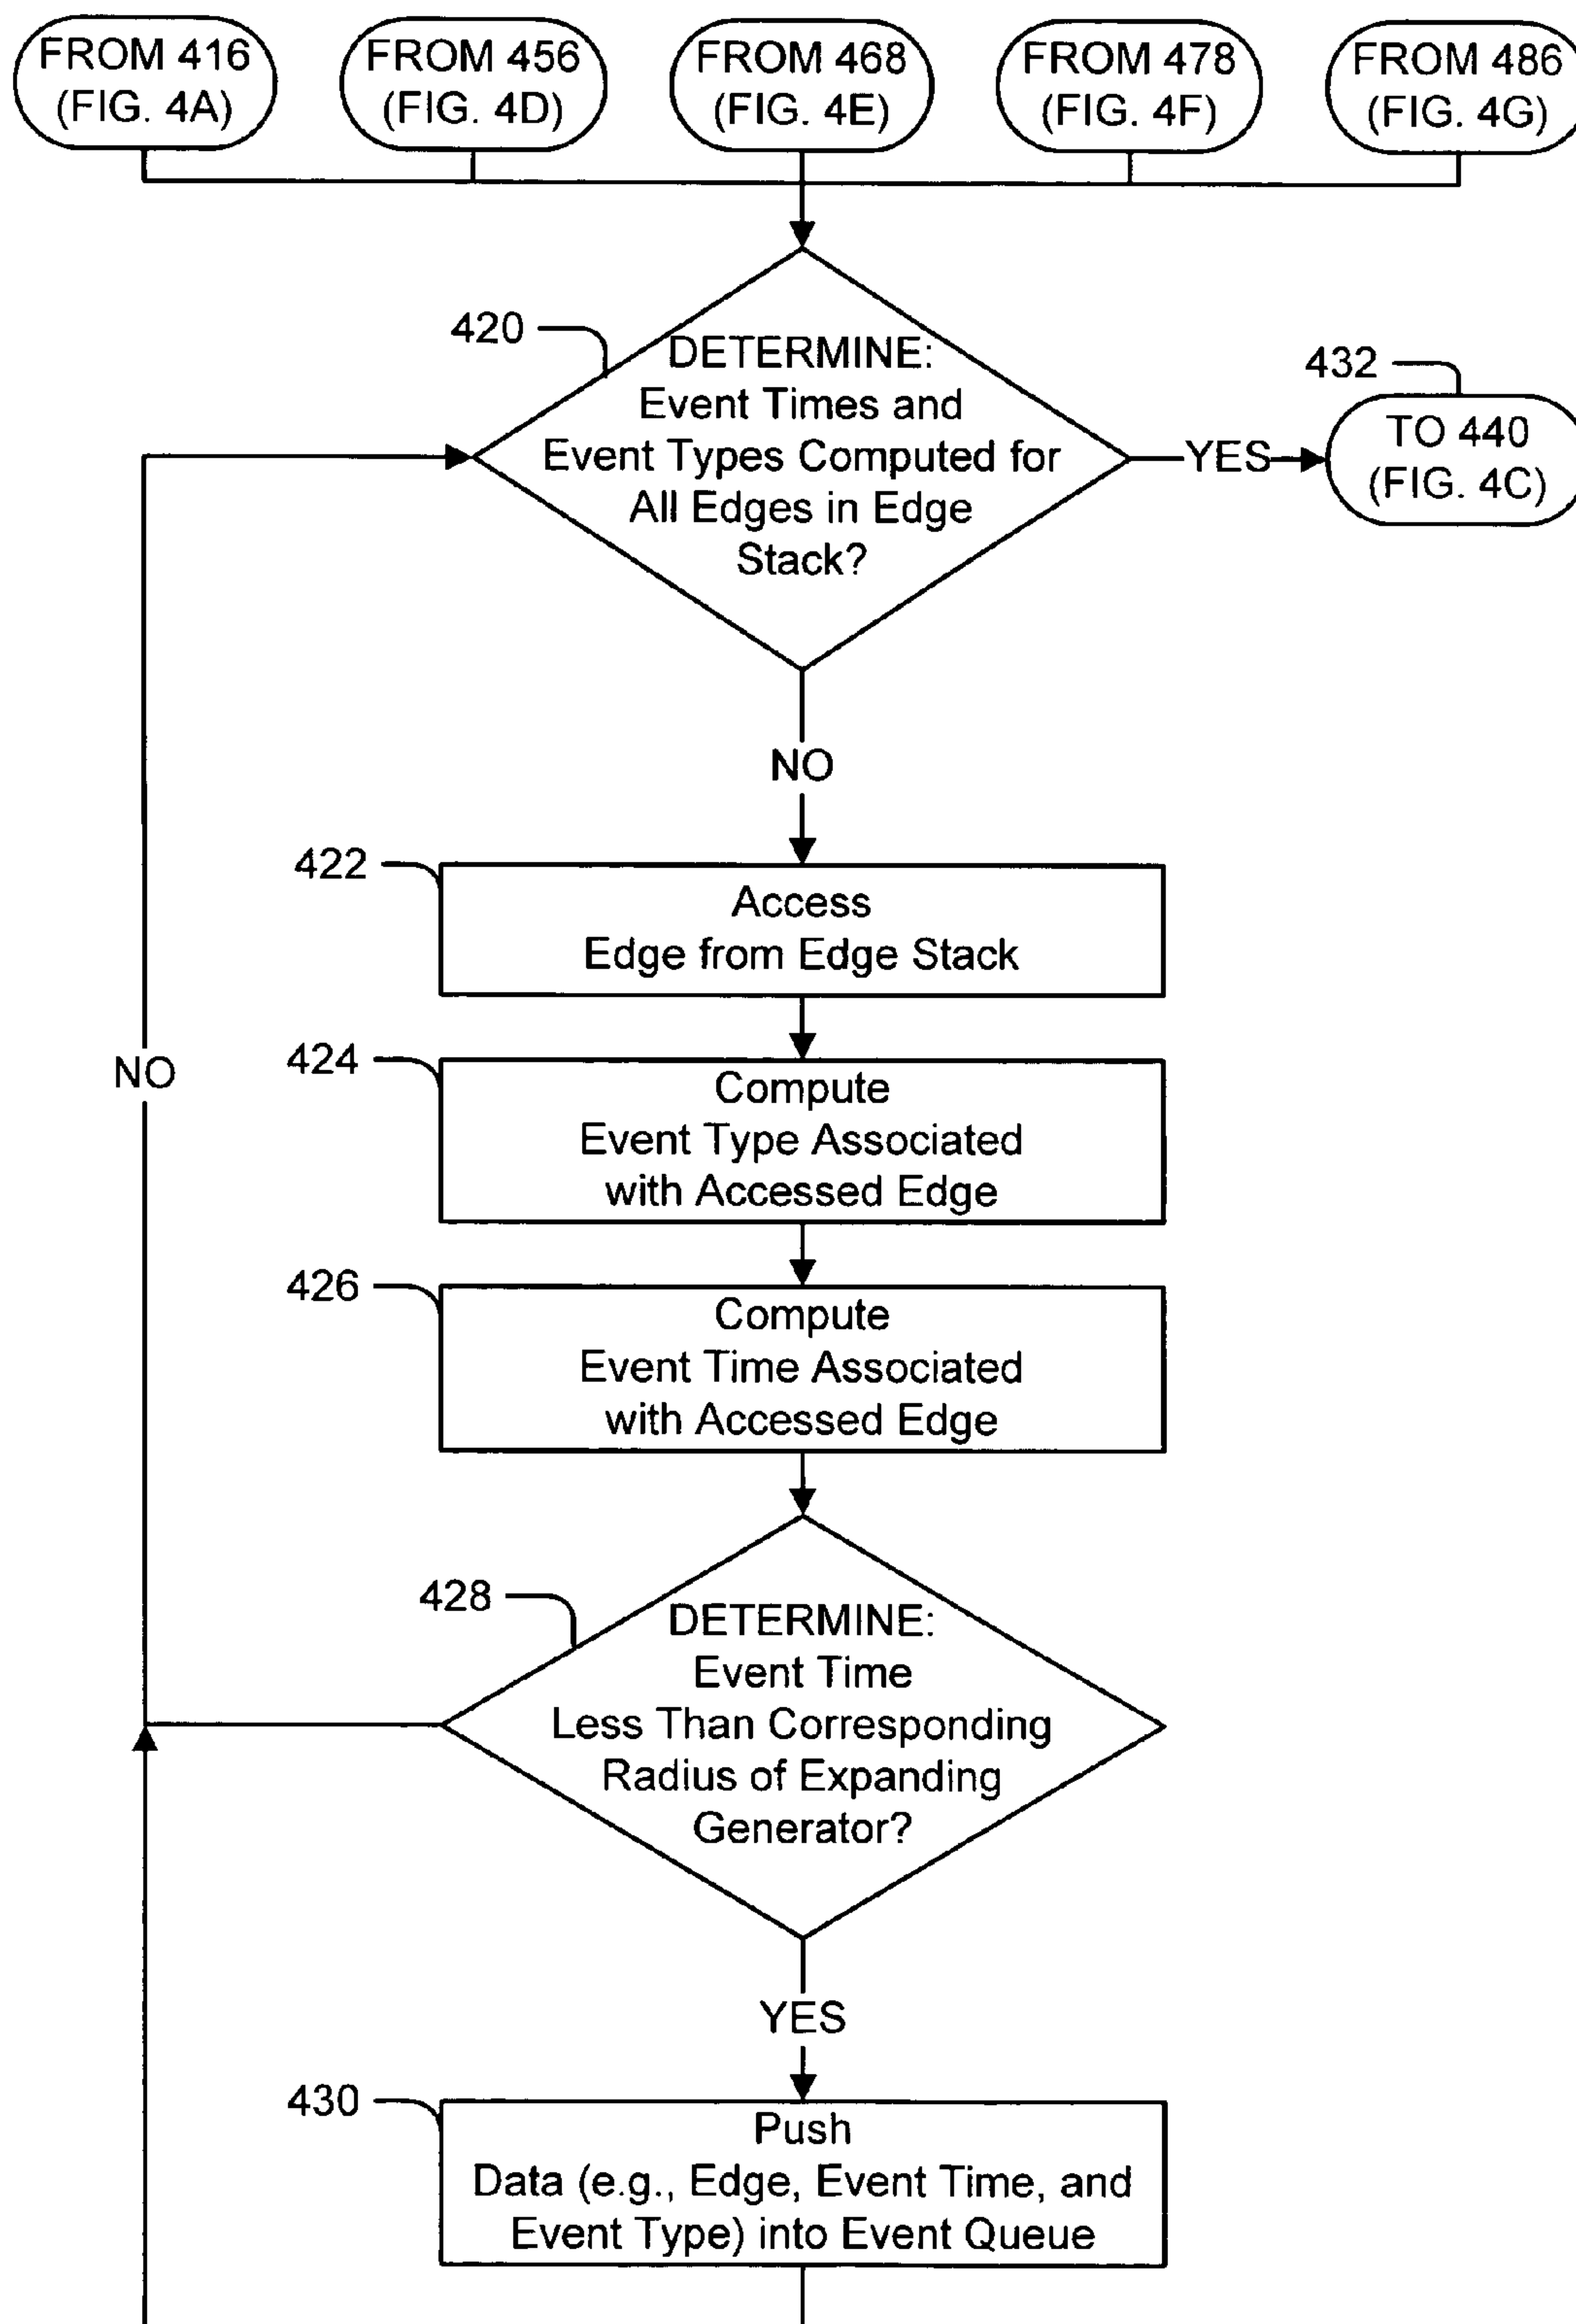 FROM 416
(FIG. 4A)
FROM 456
(FIG. 4D)
FROM 468
(FIG. 4E)
FROM 478
(FIG. 4F)
FROM 486
(FIG. 4G)
420
DETERMINE:
Event Times and
Event Types Computed for
All Edges in Edge
Stack?
YES
432
TO 440
(FIG. 4C)
NO
422
Access
Edge from Edge Stack
NO
424
Compute
Event Type Associated
with Accessed Edge
426
Compute
Event Time Associated
with Accessed Edge
428
DETERMINE:
Event Time
Less Than Corresponding
Radius of Expanding
Generator?
YES
430
Push
Data (e.g., Edge, Event Time, and
Event Type) into Event Queue